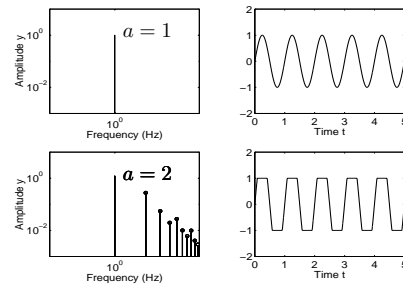 a = 1
Amplitude y
10^0
10^-2
10^0
Frequency (Hz)
2
1
0
-1
-2
0 1 2 3 4 5
Time t
a = 2
Amplitude y
10^0
10^-2
10^0
Frequency (Hz)
2
1
0
-1
-2
0 1 2 3 4 5
Time t